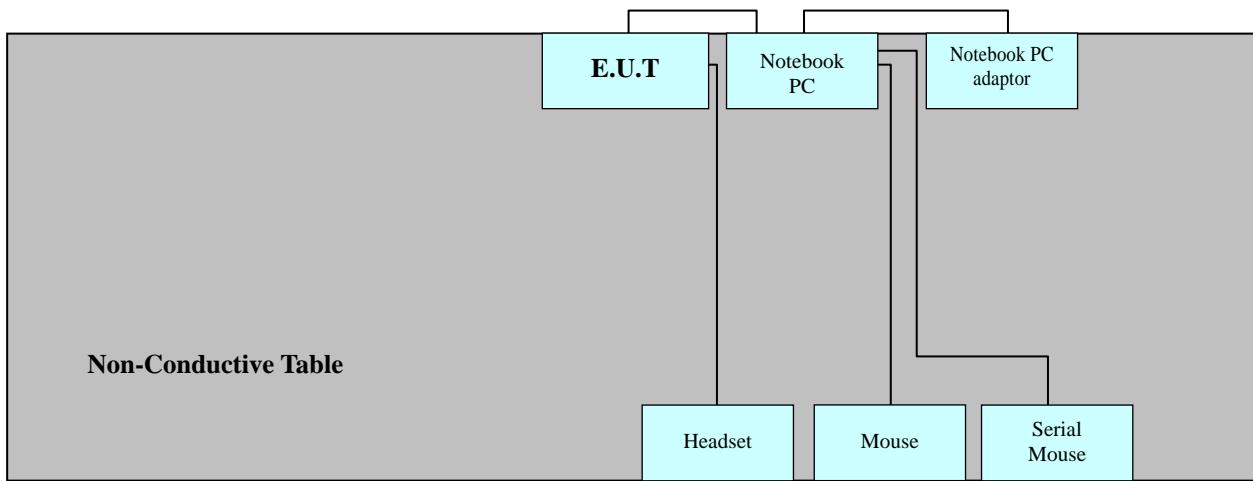 E.U.T
Notebook
PC
Notebook PC
adaptor
Non-Conductive Table
Headset
Mouse
Serial
Mouse